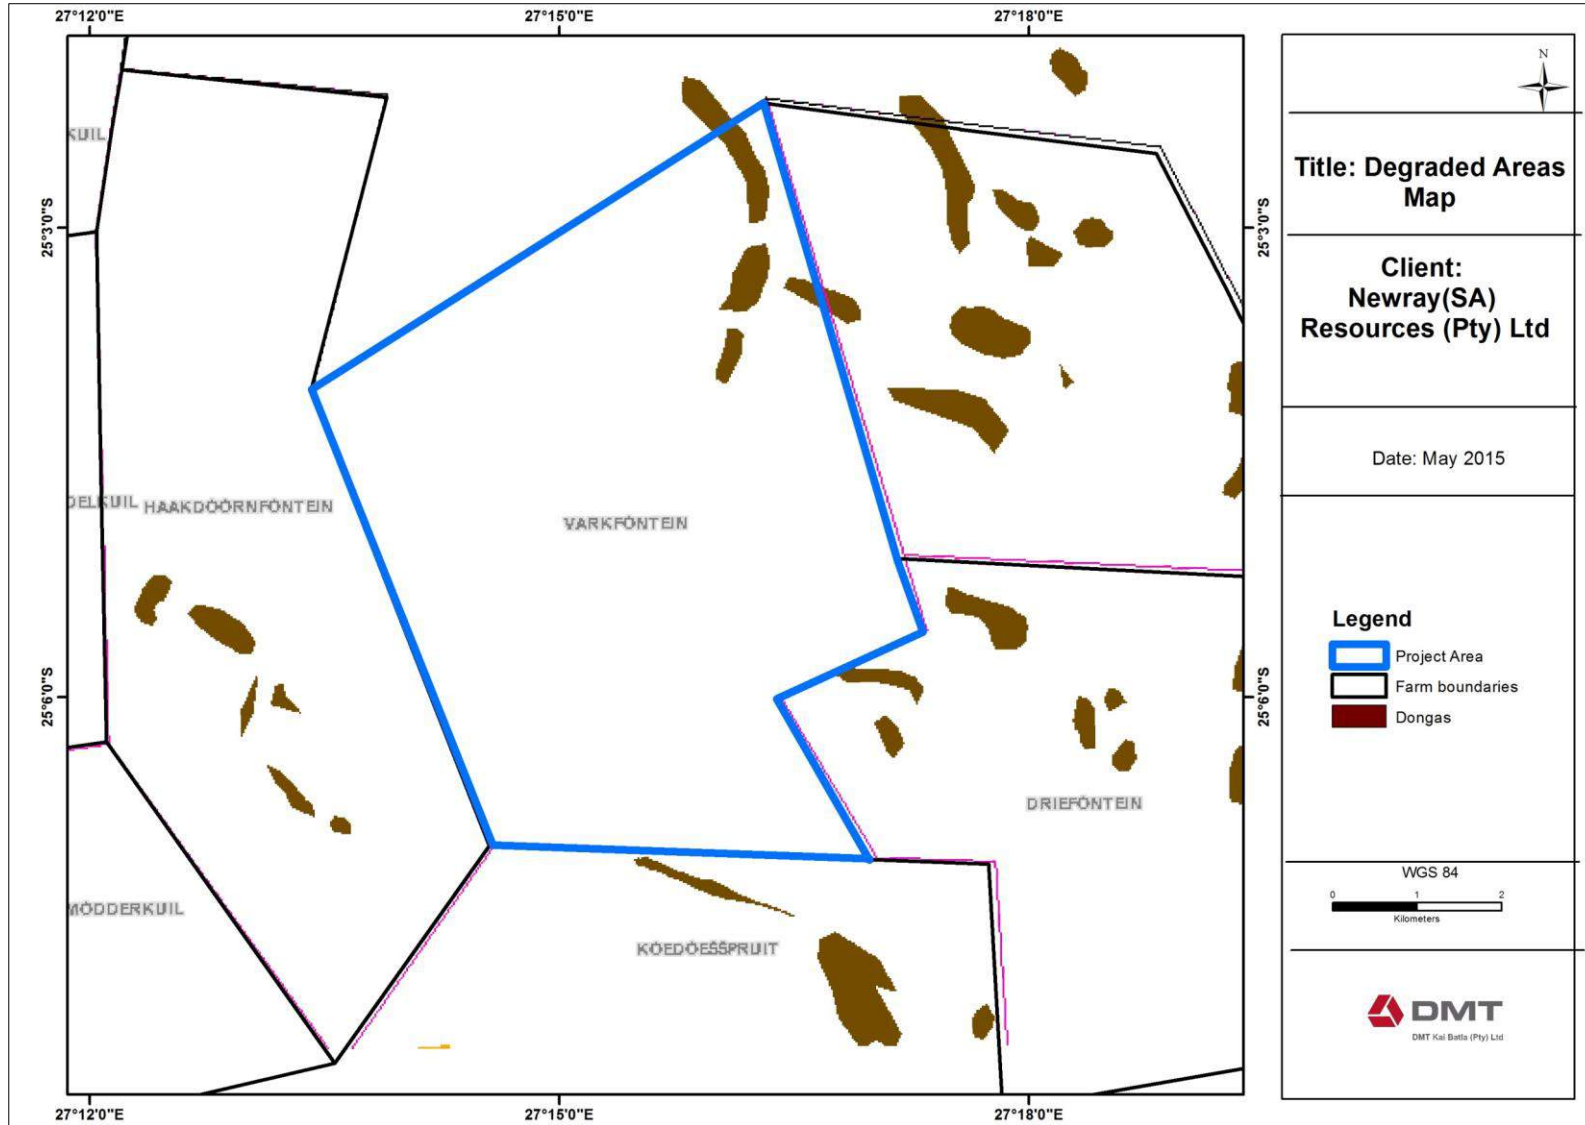 27°12'0"E
27°15'0"E
27°18'0"E
N
KUIL
Title: Degraded Areas
Map
25°3'0"S
25°3'0"S
Client:
Newray(SA)
Resources (Pty) Ltd
Date: May 2015
DELKUIL
HAAKDOORNFONTEIN
VARKFONTEIN
Legend
Project Area
Farm boundaries
Dongas
25°6'0"S
25°6'0"S
DRIEFONTEIN
WGS 84
0 1 2
Kilometers
MODDERKUIL
KOEDOESSPRUIT
DMT
DMT Kai Batla (Pty) Ltd
27°12'0"E
27°15'0"E
27°18'0"E